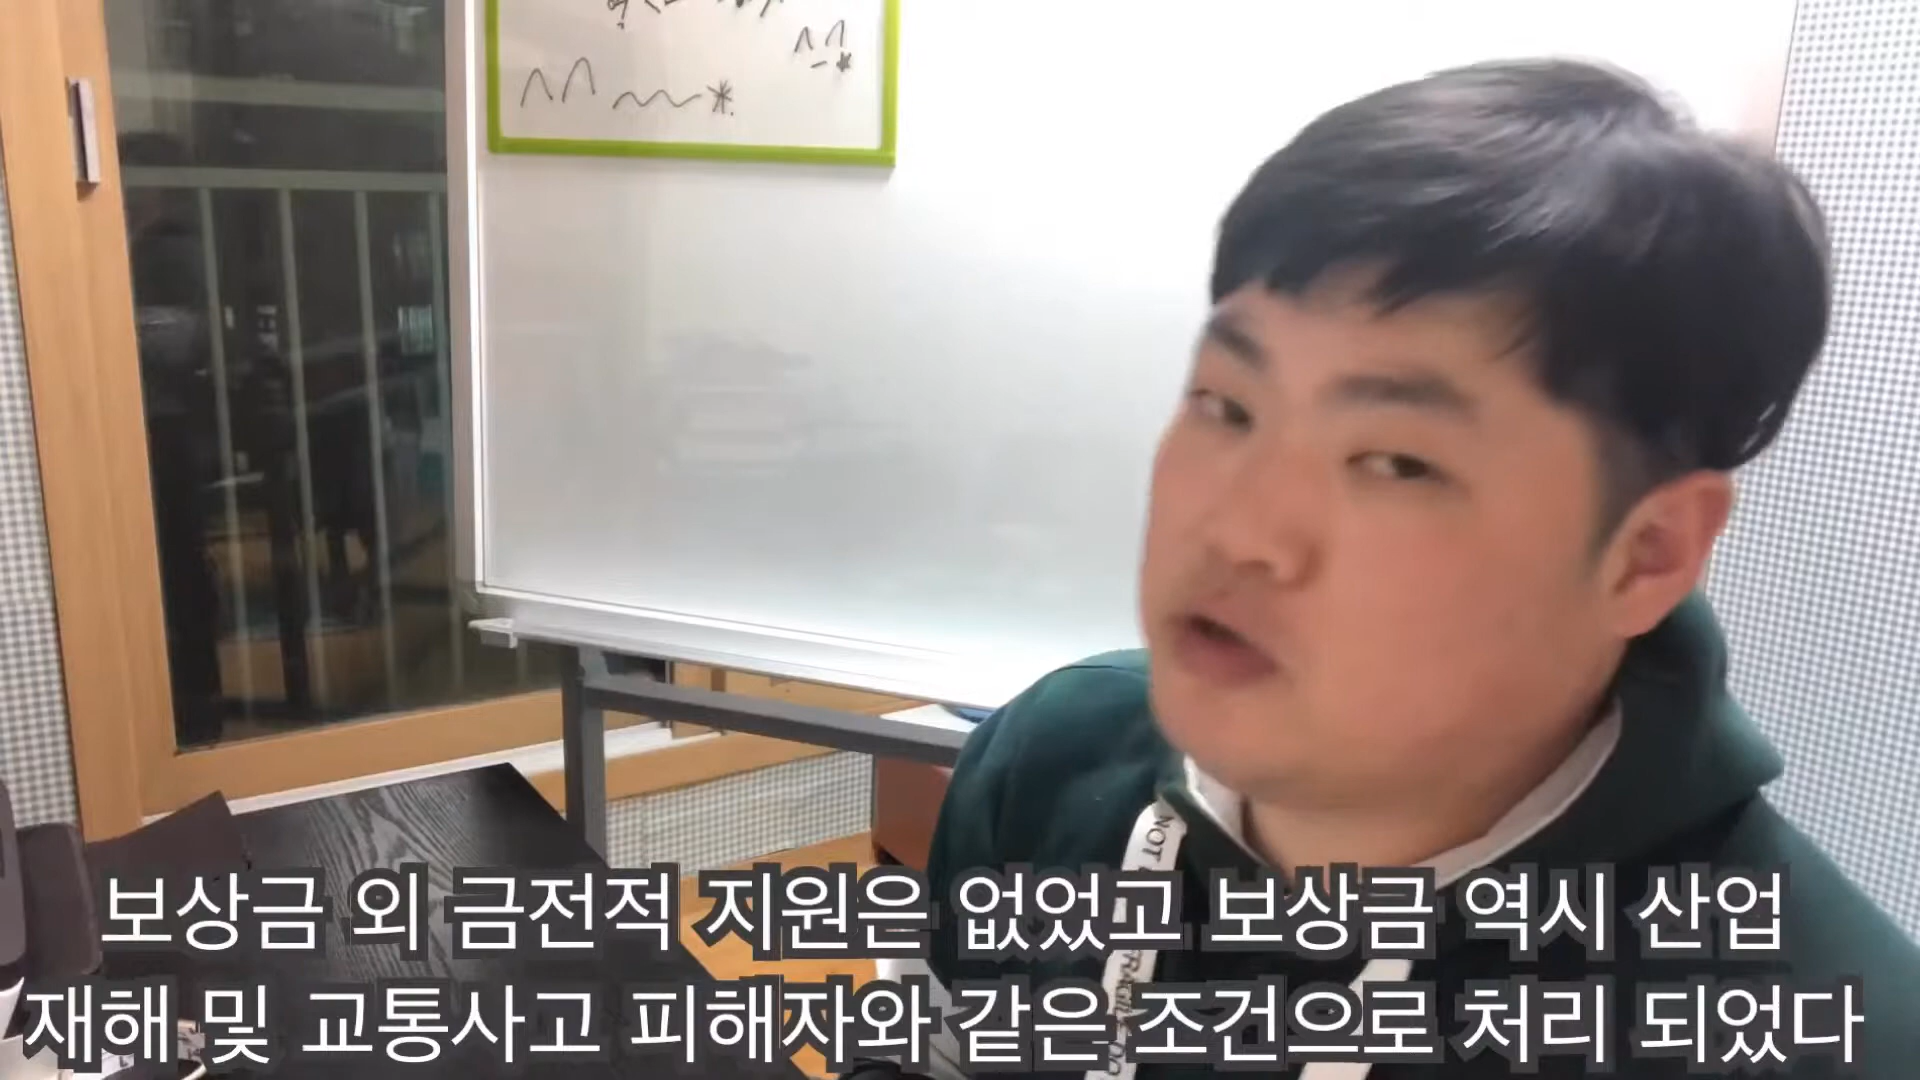 보상금 외 금전적 지원은 없었고 보상금 역시 산업
재해 및 교통사고 피해자와 같은 조건으로 처리 되었다
NOT